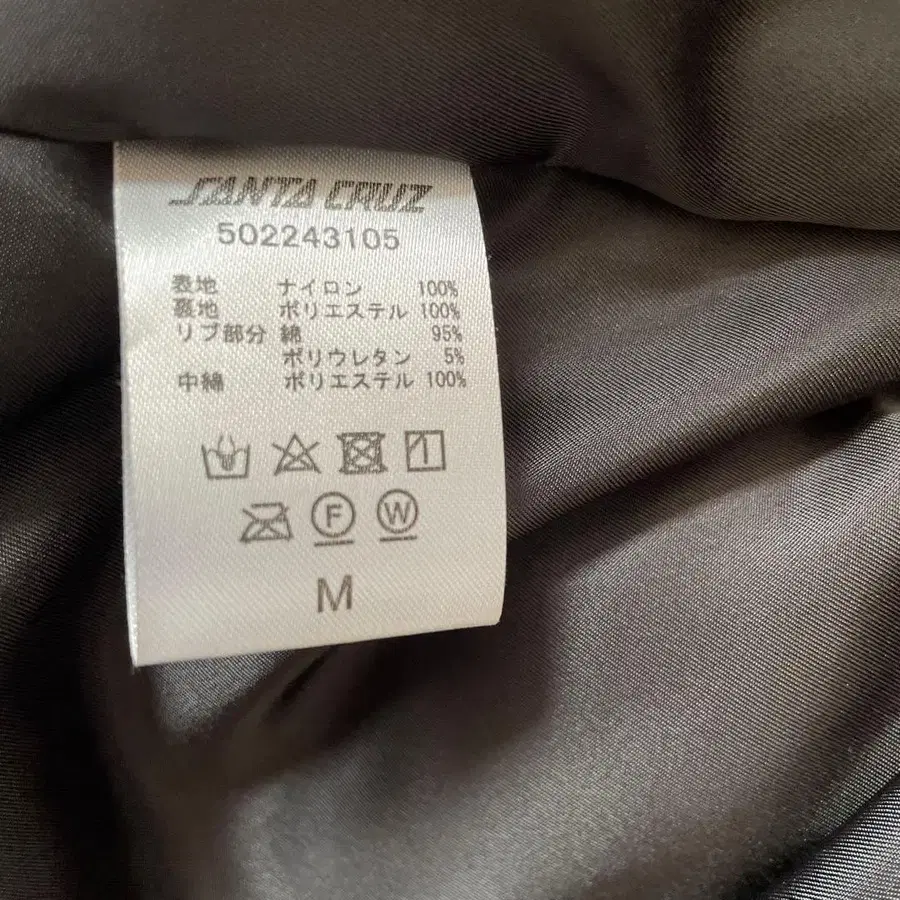 SANTA CRUZ
502243105
表地 ナイロン 100%
裏地 ポリエステル 100%
リブ部分 綿 95%
ポリウレタン 5%
中綿 ポリエステル 100%
F W
M